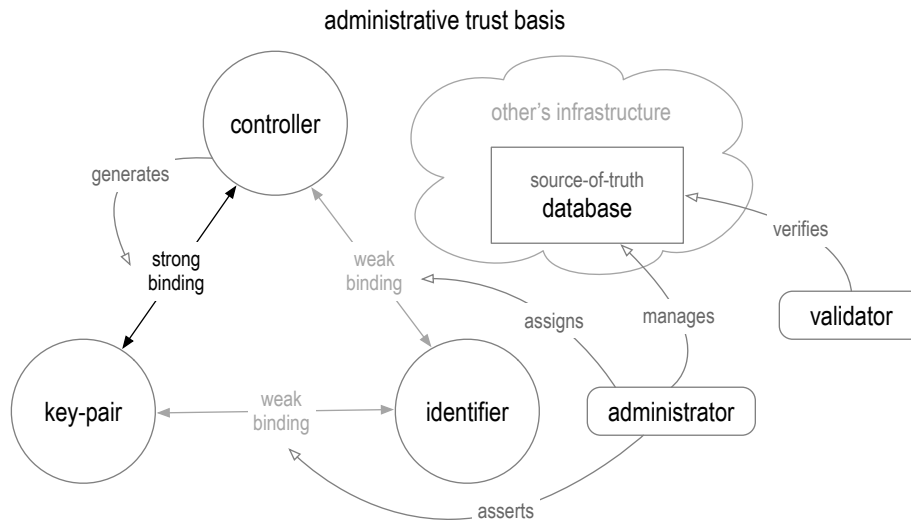 administrative trust basis
controller
other's infrastructure
generates
source-of-truth
database
verifies
strong
binding
weak
binding
assigns
manages
validator
key-pair
weak
binding
identifier
administrator
asserts